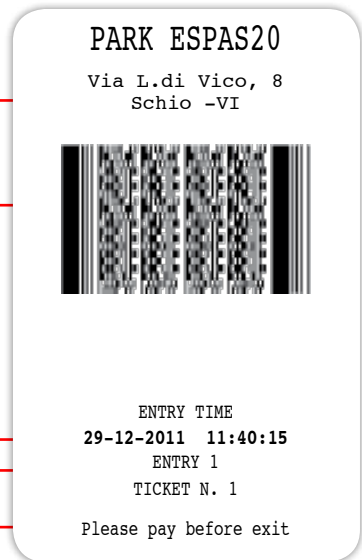 PARK ESPAS20
Via L.di Vico, 8
Schio -VI
ENTRY TIME
29-12-2011 11:40:15
ENTRY 1
TICKET N. 1
Please pay before exit